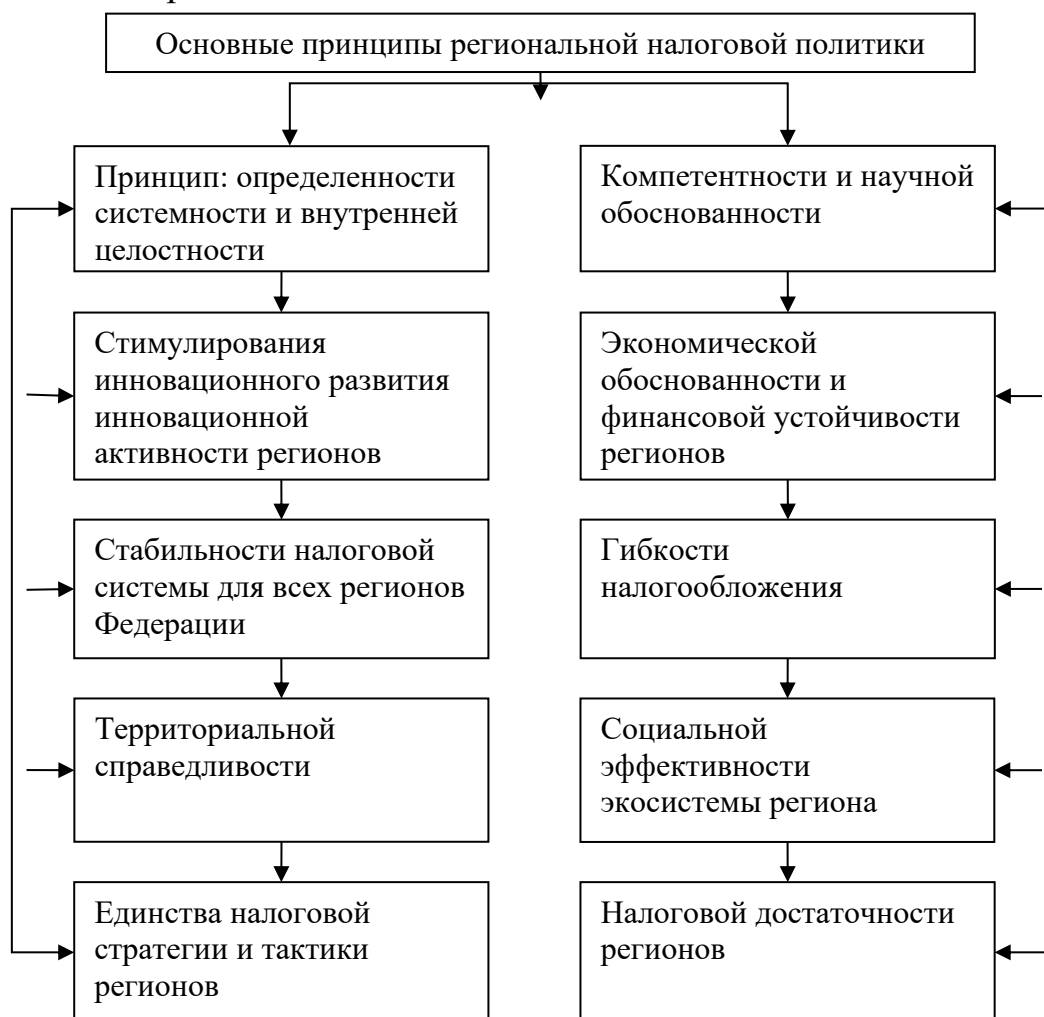 Основные принципы региональной налоговой политики
Принцип: определенности
системности и внутренней
целостности
Стимулирования
инновационного развития
инновационной
активности регионов
Стабильности налоговой
системы для всех регионов
Федерации
Территориальной
справедливости
Единства налоговой
стратегии и тактики
регионов
Компетентности и научной
обоснованности
Экономической
обоснованности и
финансовой устойчивости
регионов
Гибкости
налогообложения
Социальной
эффективности
экосистемы региона
Налоговой достаточности
регионов